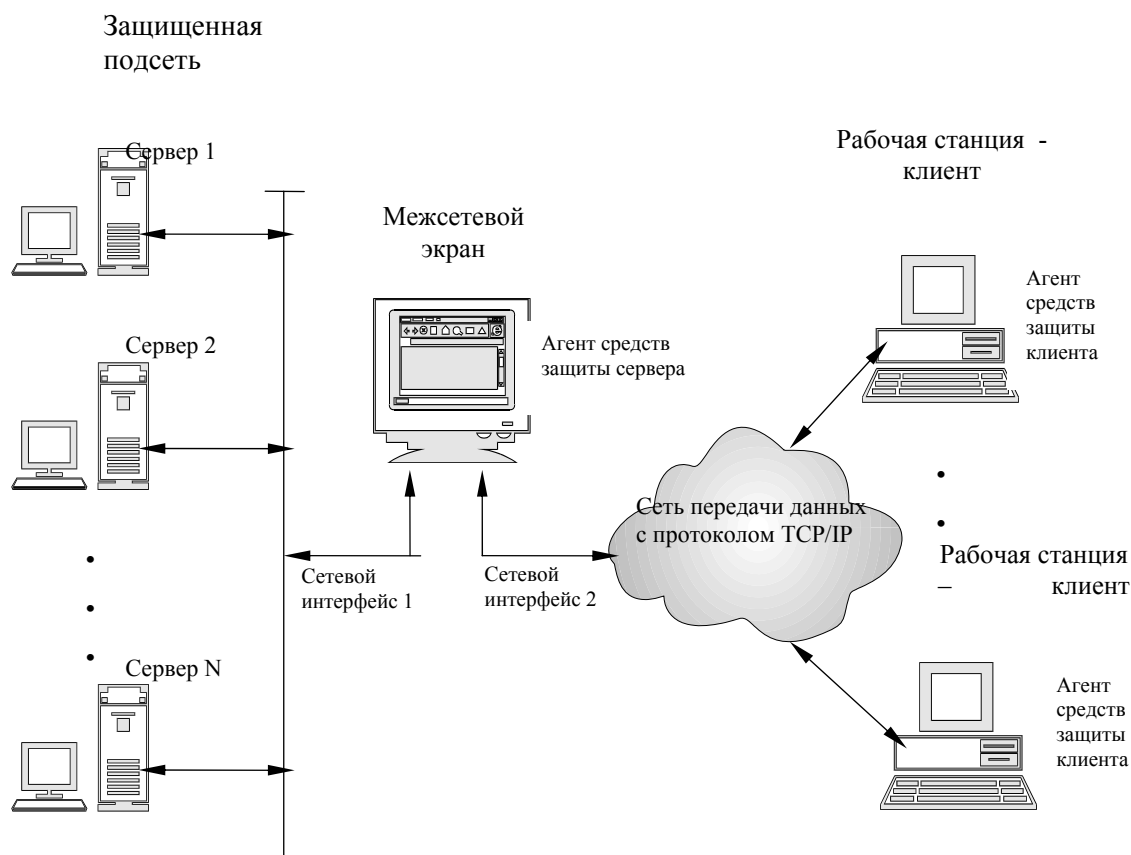 Защищенная
подсеть
Сервер 1
Рабочая станция -
клиент
Межсетевой
экран
Агент
средств
защиты
клиента
Сервер 2
Агент средств
защиты сервера
Сеть передачи данных
с протоколом TCP/IP
Рабочая станция
– клиент
Сетевой
интерфейс 1
Сетевой
интерфейс 2
Сервер N
Агент
средств
защиты
клиента